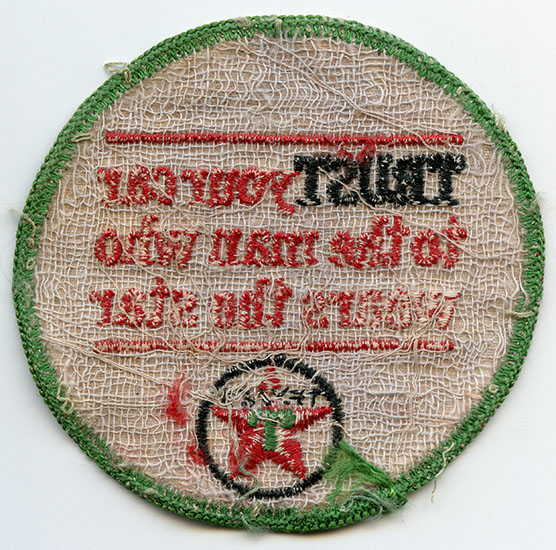 TRUST your car
to the man who
wears the star